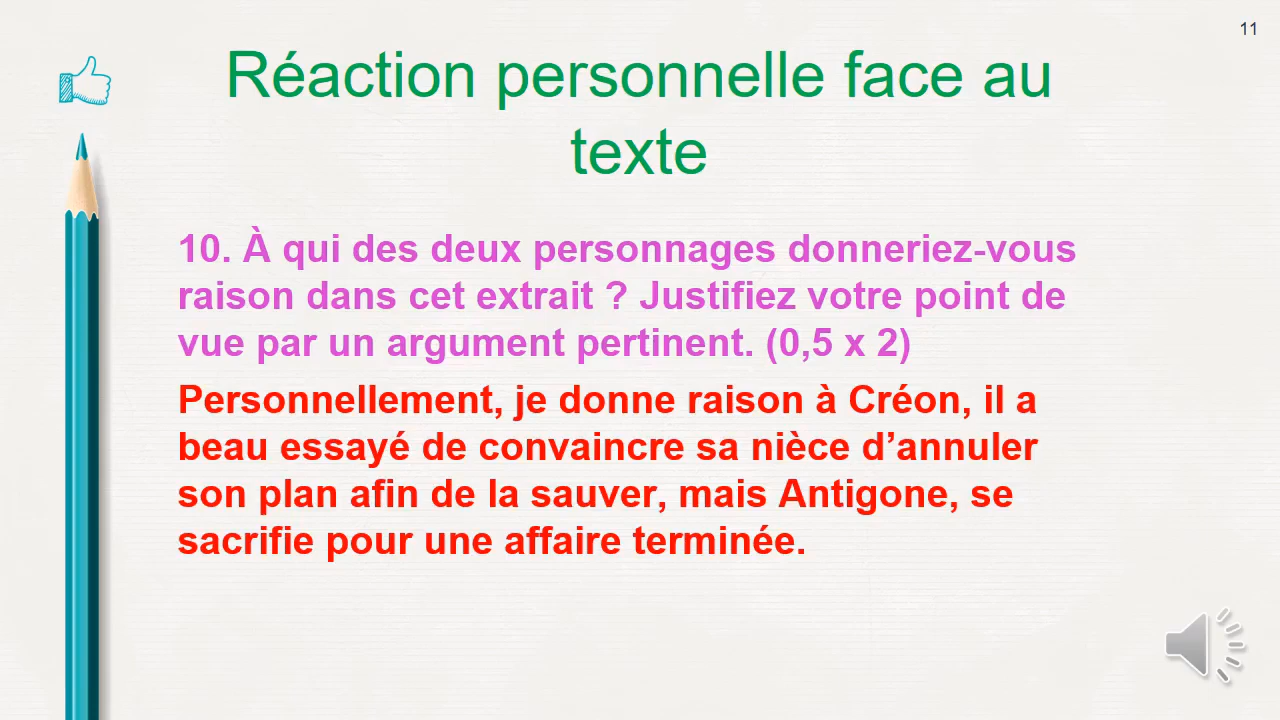 11
Réaction personnelle face au
texte
10. À qui des deux personnages donneriez-vous
raison dans cet extrait ? Justifiez votre point de
vue par un argument pertinent. (0,5 x 2)
Personnellement, je donne raison à Créon, il a
beau essayé de convaincre sa nièce d’annuler
son plan afin de la sauver, mais Antigone, se
sacrifie pour une affaire terminée.